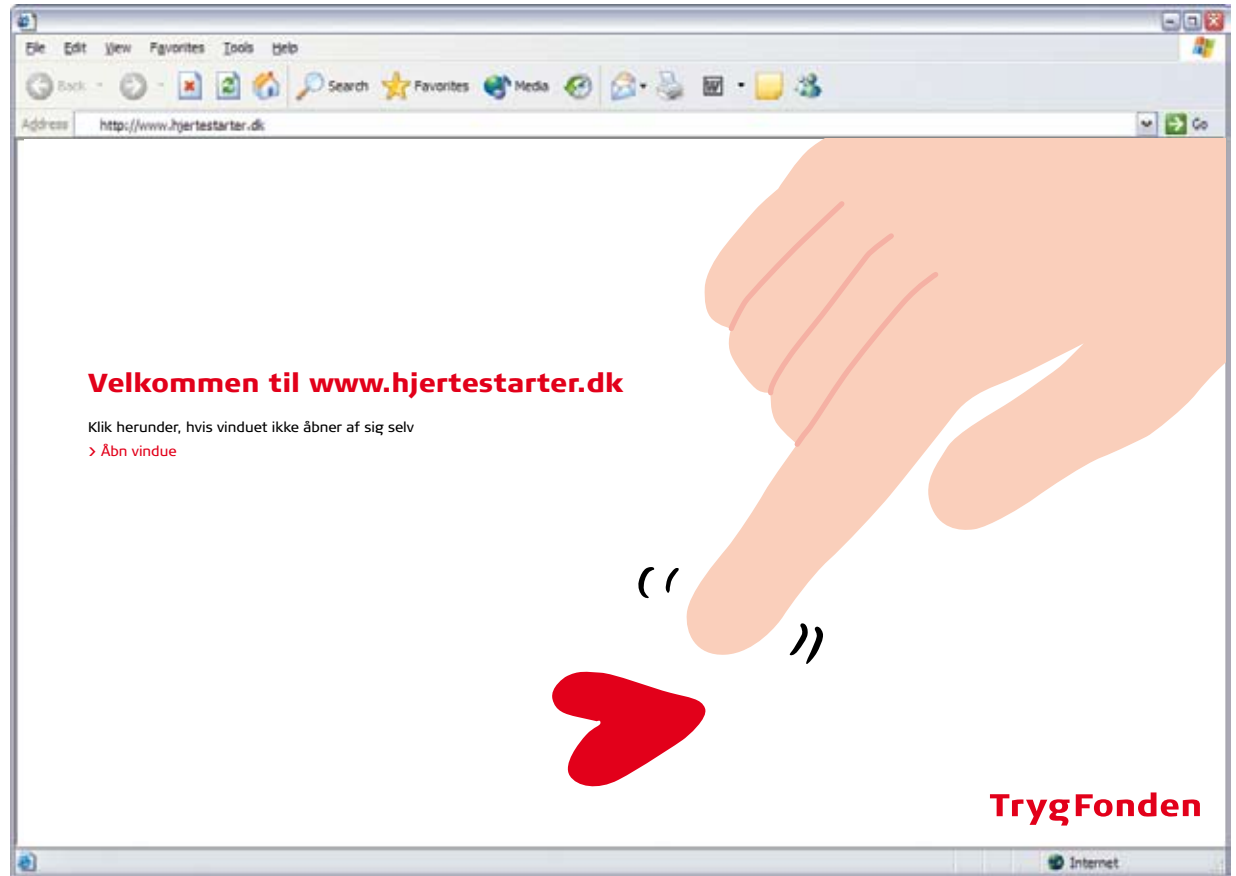 File Edit View Favorites Tools Help
Back Search Favorites Media
Address http://www.hjertestarter.dk Go
Velkommen til www.hjertestarter.dk
Klik herunder, hvis vinduet ikke åbner af sig selv
> Åbn vindue
TrygFonden
Internet